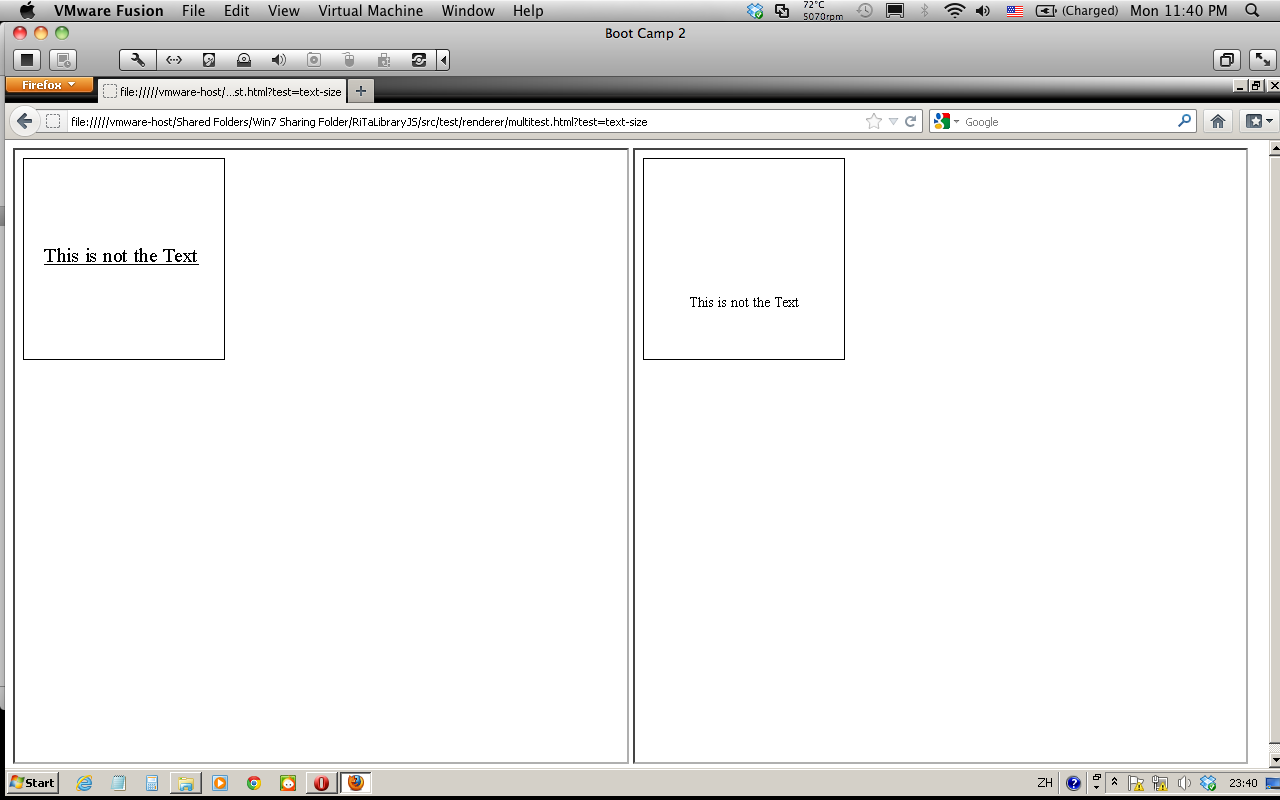 VMware Fusion File Edit View Virtual Machine Window Help 72°C 5070rpm (Charged) Mon 11:40 PM
Boot Camp 2
Firefox file://///vmware-host/...st.html?test=text-size
file://///vmware-host/Shared Folders/Win7 Sharing Folder/RiTaLibraryJS/src/test/renderer/multitest.html?test=text-size Google
This is not the Text
This is not the Text
Start ZH 23:40